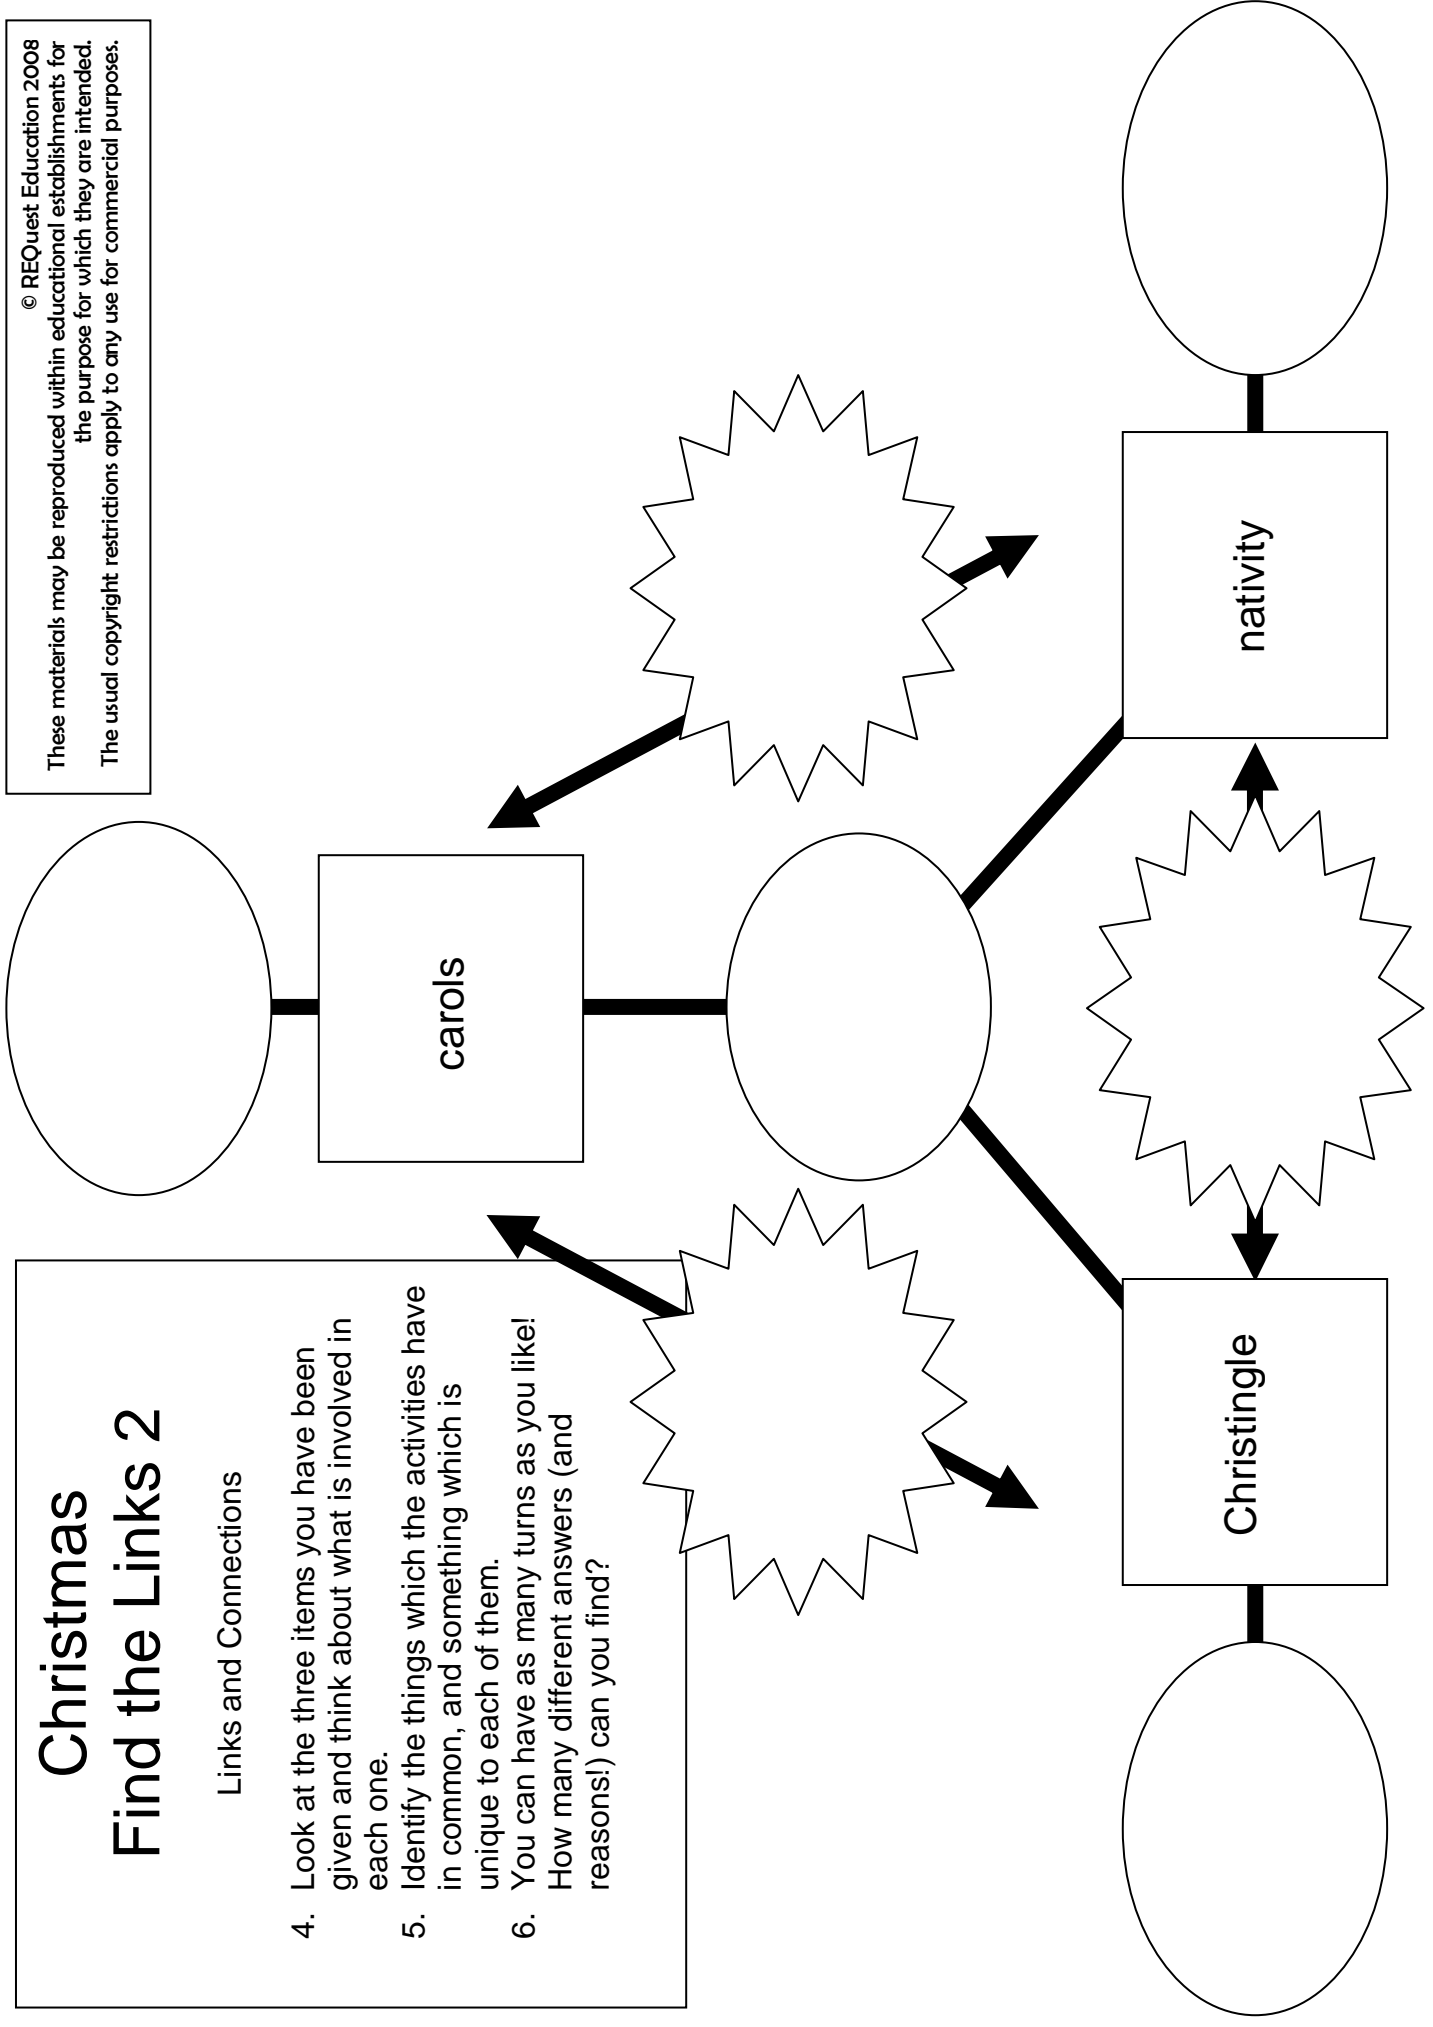 Christmas
Find the Links 2
Links and Connections
4. Look at the three items you have been
given and think about what is involved in
each one.
5. Identify the things which the activities have
in common, and something which is
unique to each of them.
6. You can have as many turns as you like!
How many different answers (and
reasons!) can you find?
© REQuest Education 2008
These materials may be reproduced within educational establishments for
the purpose for which they are intended.
The usual copyright restrictions apply to any use for commercial purposes.
carols
Christingle
nativity